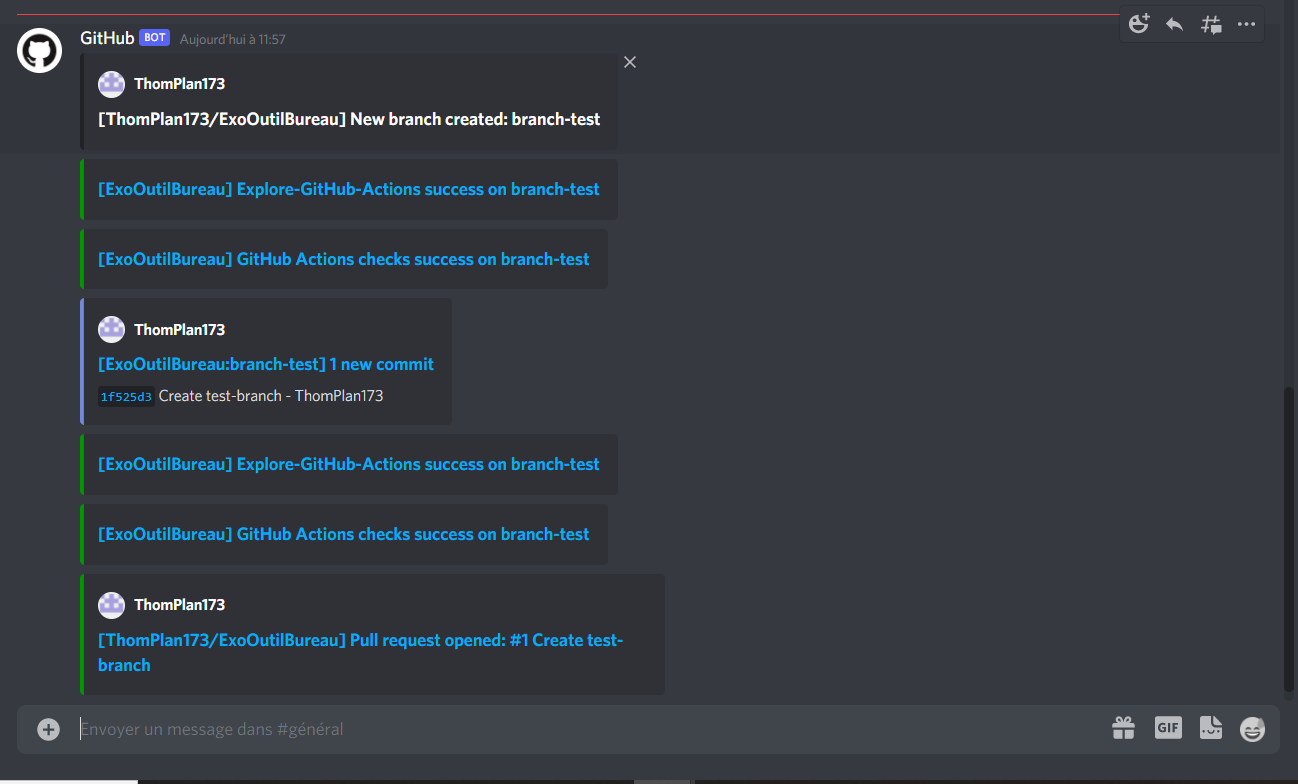 GitHub BOT Aujourd'hui à 11:57
ThomPlan173
[ThomPlan173/ExoOutilBureau] New branch created: branch-test
[ExoOutilBureau] Explore-GitHub-Actions success on branch-test
[ExoOutilBureau] GitHub Actions checks success on branch-test
ThomPlan173
[ExoOutilBureau:branch-test] 1 new commit
1f525d3 Create test-branch - ThomPlan173
[ExoOutilBureau] Explore-GitHub-Actions success on branch-test
[ExoOutilBureau] GitHub Actions checks success on branch-test
ThomPlan173
[ThomPlan173/ExoOutilBureau] Pull request opened: #1 Create test-
branch
Envoyer un message dans #général
GIF